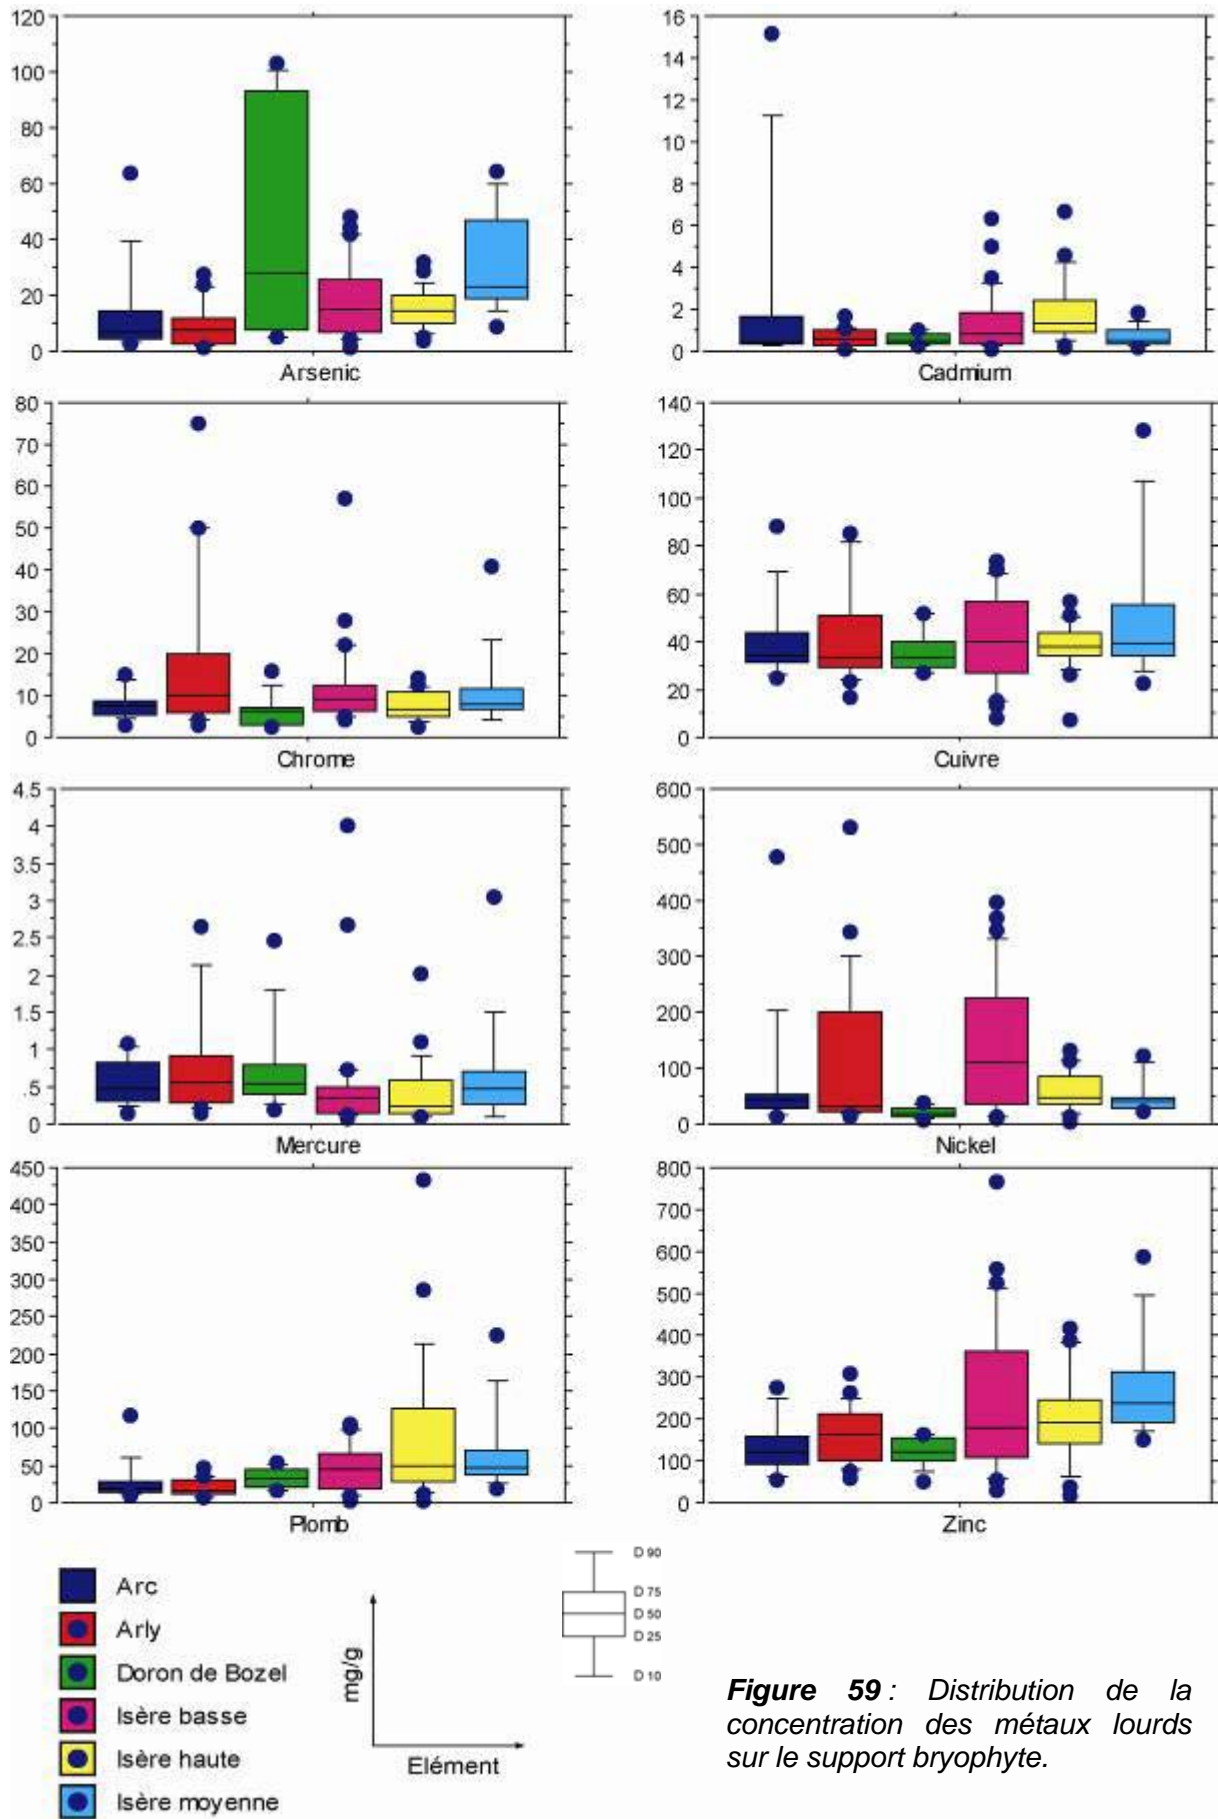 120
100
80
60
40
20
0
Arsenic
16
14
12
10
8
6
4
2
0
Cadmium
80
70
60
50
40
30
20
10
0
Chrome
140
120
100
80
60
40
20
0
Cuivre
4.5
4
3.5
3
2.5
2
1.5
1
.5
0
Mercure
600
500
400
300
200
100
0
Nickel
450
400
350
300
250
200
150
100
50
0
Plomb
800
700
600
500
400
300
200
100
0
Zinc
Arc
Arly
Doron de Bozel
Isère basse
Isère haute
Isère moyenne
mg/g
Elément
D 90
D 75
D 50
D 25
D 10
Figure 59 : Distribution de la
concentration des métaux lourds
sur le support bryophyte.